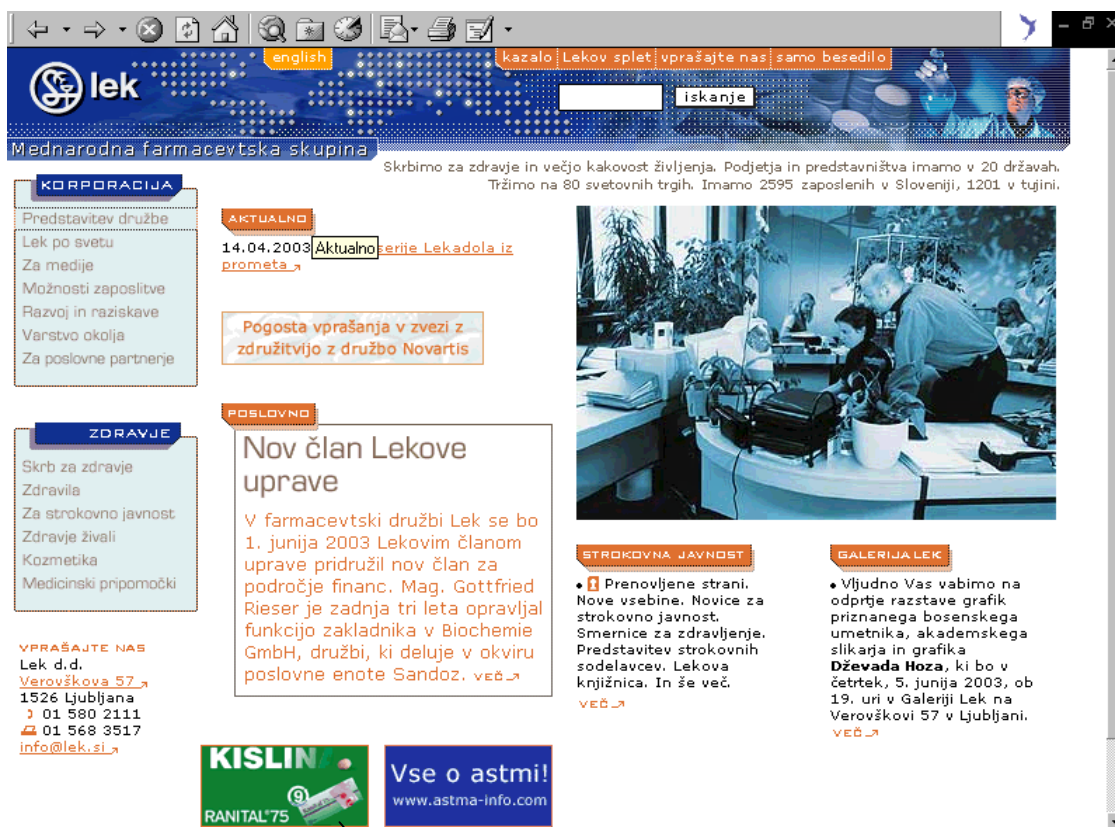 english
kazalo
Lekov splet
vprašajte nas
samo besedilo
lek
iskanje
Mednarodna farmacevtska skupina
Skrbimo za zdravje in večjo kakovost življenja. Podjetja in predstavništva imamo v 20 državah.
Tržimo na 80 svetovnih trgih. Imamo 2595 zaposlenih v Sloveniji, 1201 v tujini.
KORPORACIJA
Predstavitev družbe
Lek po svetu
Za medije
Možnosti zaposlitve
Razvoj in raziskave
Varstvo okolja
Za poslovne partnerje
ZDRAVJE
Skrb za zdravje
Zdravila
Za strokovno javnost
Zdravje živali
Kozmetika
Medicinski pripomočki
VPRAŠAJTE NAS
Lek d.d.
Verovškova 57
1526 Ljubljana
01 580 2111
01 568 3517
info@lek.si
AKTUALNO
14.04.2003 Aktualno serije Lekadola iz
prometa
Pogosta vprašanja v zvezi z
združitvijo z družbo Novartis
POSLOVNO
Nov član Lekove
uprave
V farmacevtski družbi Lek se bo
1. junija 2003 Lekovim članom
uprave pridružil nov član za
področje financ. Mag. Gottfried
Rieser je zadnja tri leta opravljal
funkcijo zakladnika v Biochemie
GmbH, družbi, ki deluje v okviru
poslovne enote Sandoz. VEČ
STROKOVNA JAVNOST
• Prenovljene strani.
Nove vsebine. Novice za
strokovno javnost.
Smernice za zdravljenje.
Predstavitev strokovnih
sodelavcev. Lekova
knjižnica. In še več.
VEČ
GALERIJA LEK
• Vljudno Vas vabimo na
odprtje razstave grafik
priznanega bosenskega
umetnika, akademskega
slikarja in grafika
Dževada Hoza, ki bo v
četrtek, 5. junija 2003, ob
19. uri v Galeriji Lek na
Verovškovi 57 v Ljubljani.
VEČ
KISLIN
9
RANITAL®75
Vse o astmi!
www.astma-info.com